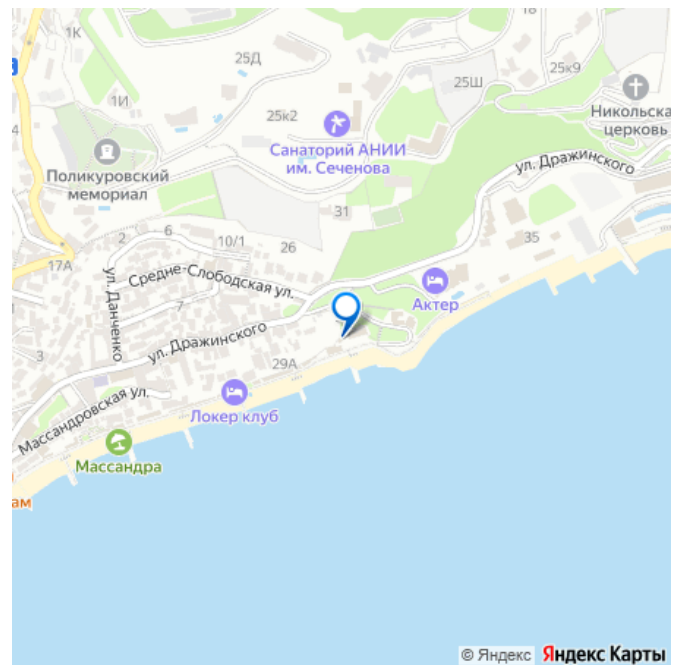 1К
18
25Д
25к9
25Ш
1И
25к2
Никольска
церковь
4
Санаторий АНИИ
им. Сеченова
Поликуровский
мемориал
ул. Дражинского
31
2
6
10/1
26
35
17А
Средне-Слободская ул.
Актер
ул. Данченко
7
ул. Дражинского
3
29А
Массандровская ул.
Локер клуб
Массандра
ам
© Яндекс Яндекс Карты